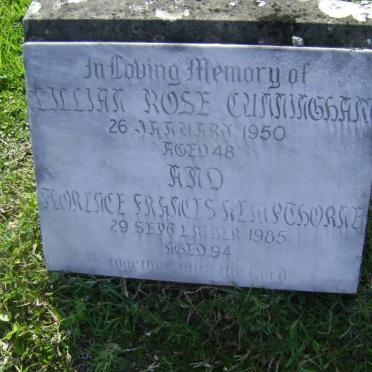 In Loving Memory of
LILLIAN ROSE CUNNINGHAM
26 JANUARY 1950
AGED 48
AND
FLORENCE FRANCES KEMPTHORNE
29 SEPTEMBER 1985
AGED 94
together with the Lord